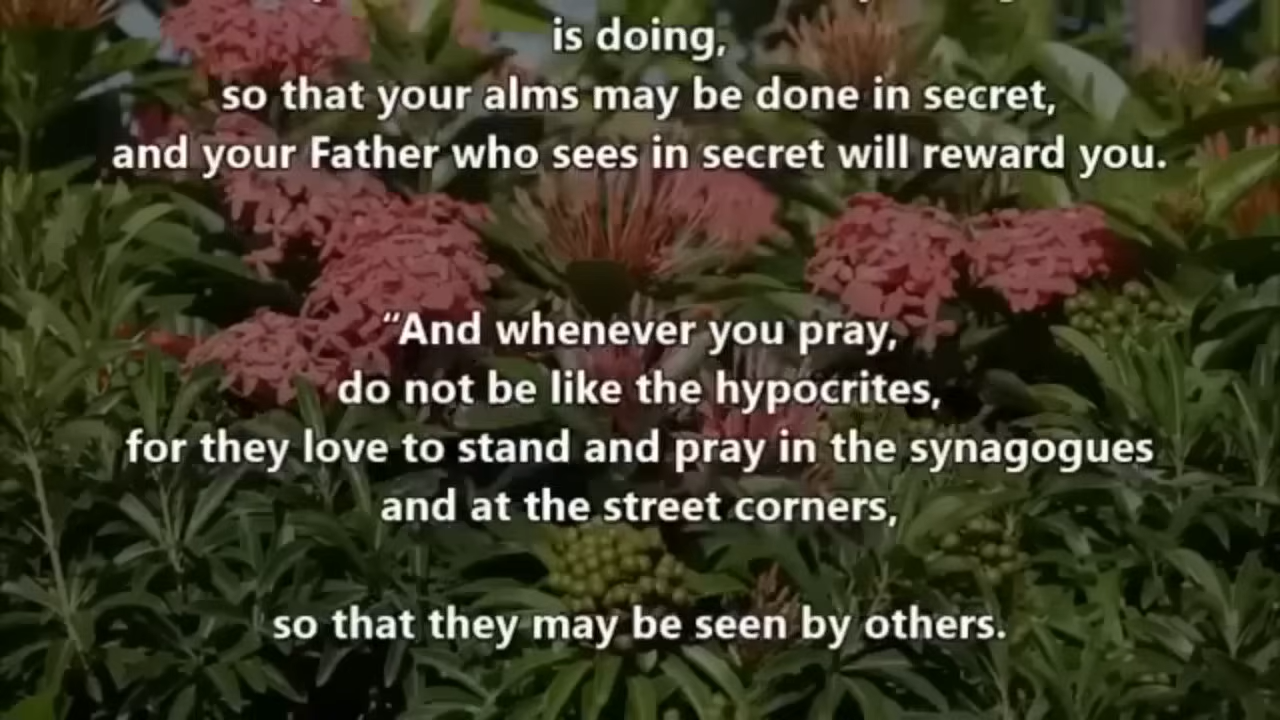 is doing,
so that your alms may be done in secret,
and your Father who sees in secret will reward you.
“And whenever you pray,
do not be like the hypocrites,
for they love to stand and pray in the synagogues
and at the street corners,
so that they may be seen by others.